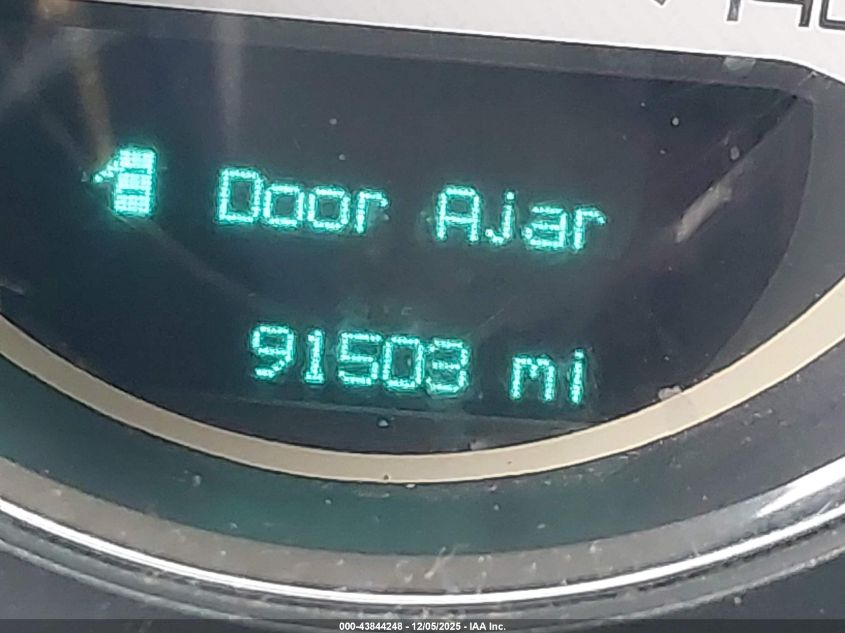 Door Ajar
91503 mi
000-43844248 - 12/05/2025 - IAA Inc.